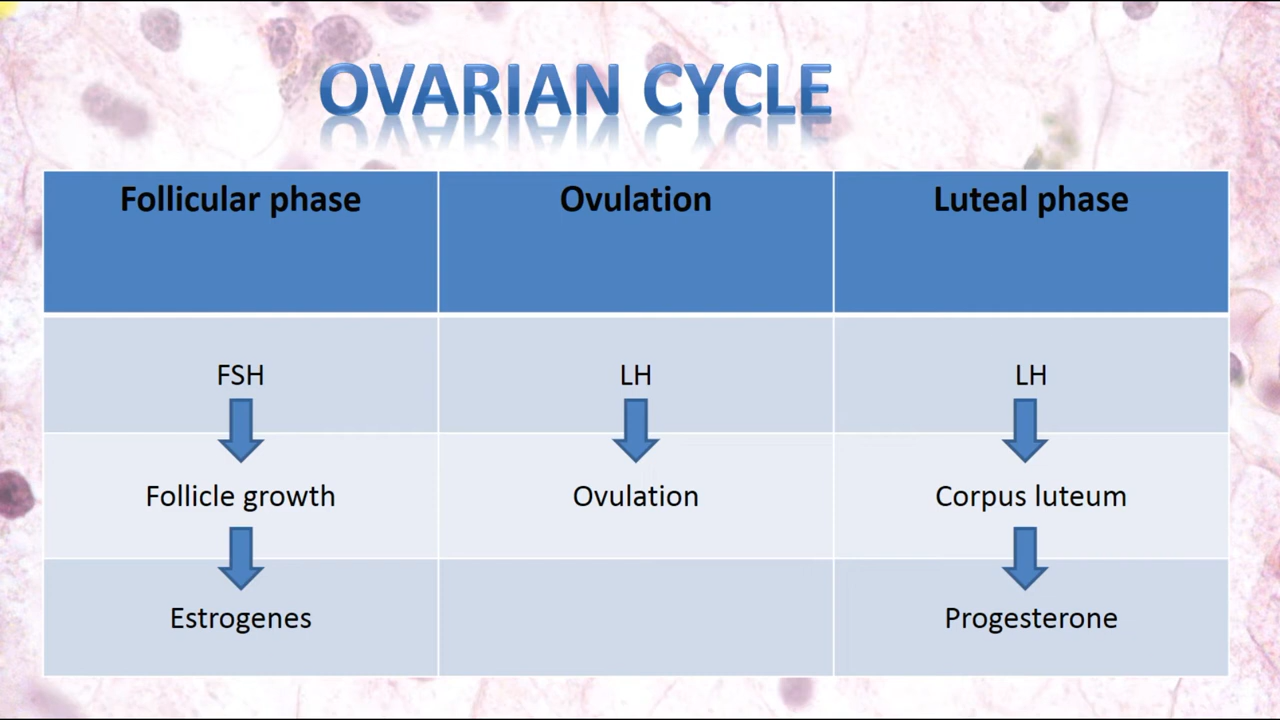 OVARIAN CYCLE
Follicular phase
Ovulation
Luteal phase
FSH
LH
LH
Follicle growth
Ovulation
Corpus luteum
Estrogenes
Progesterone